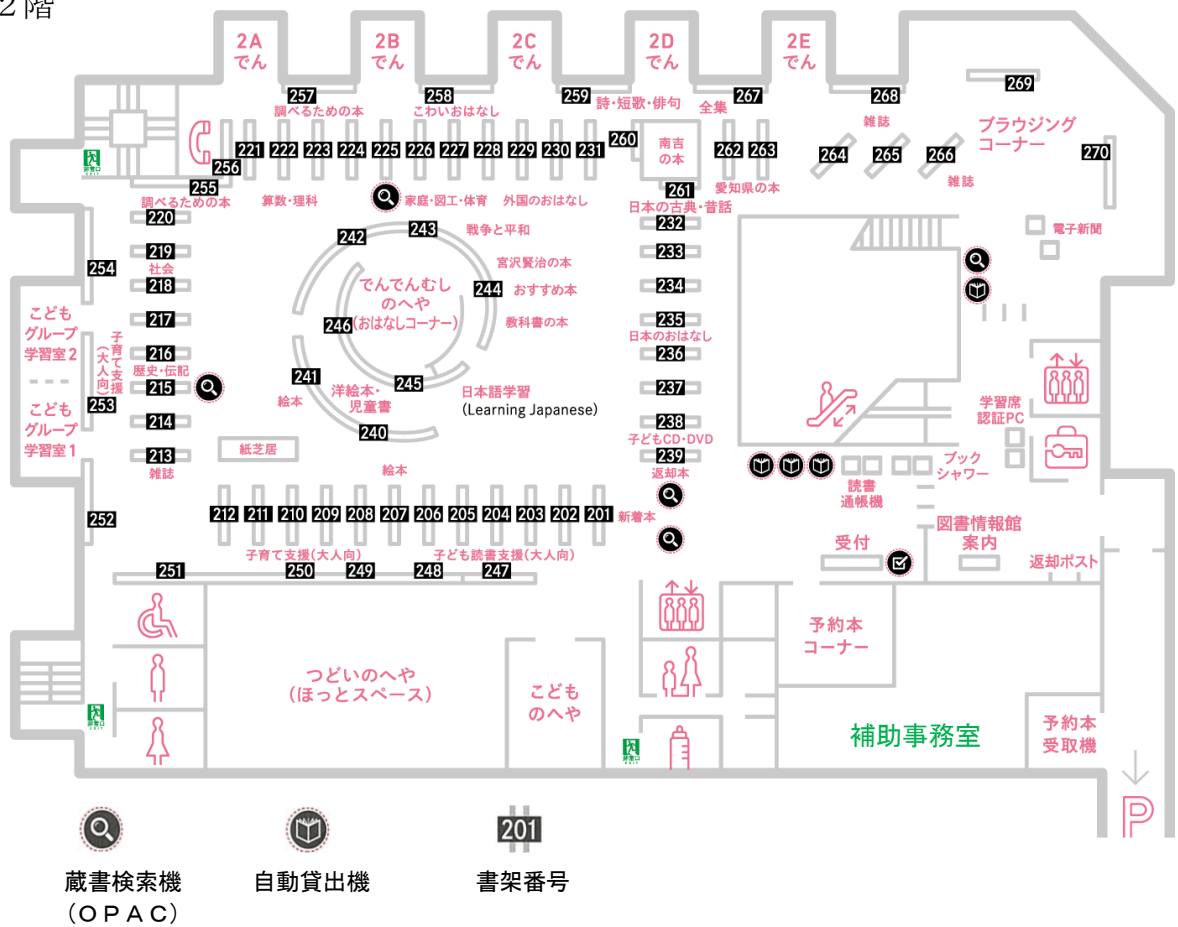 2階
2A
でん
2B
でん
2C
でん
2D
でん
2E
でん
257
258
259
267
268
269
調べるための本
こわいおはなし
詩・短歌・俳句
全集
雑誌
ブラウジング
コーナー
256
221
222
223
224
225
226
227
228
229
230
231
260
南吉
の本
262
263
264
265
266
270
非常口
EXIT
255
261
愛知県の本
雑誌
調べるための本
算数・理科
家庭・図工・体育
外国のおはなし
日本の古典・昔話
220
242
243
戦争と平和
232
電子新聞
219
社会
宮沢賢治の本
233
254
218
でんでんむし
のへや
(おはなしコーナー)
244
おすすめ本
234
こども
グループ
学習室2
217
246
教科書の本
235
日本のおはなし
子育て支援
(大人向)
216
歴史・伝記
236
215
241
245
洋絵本・
児童書
日本語学習
(Learning Japanese)
237
253
こども
グループ
学習室1
絵本
学習席
認証PC
214
240
238
子どもCD・DVD
紙芝居
213
雑誌
絵本
239
返却本
ブック
シャワー
読書
通帳機
252
212
211
210
209
208
207
206
205
204
203
202
201
新着本
図書情報館
案内
子育て支援(大人向)
子ども読書支援(大人向)
受付
返却ポスト
251
250
249
248
247
予約本
コーナー
つどいのへや
(ほっとスペース)
こども
のへや
非常口
EXIT
非常口
EXIT
補助事務室
予約本
受取機
P
201
蔵書検索機
(OPAC)
自動貸出機
書架番号